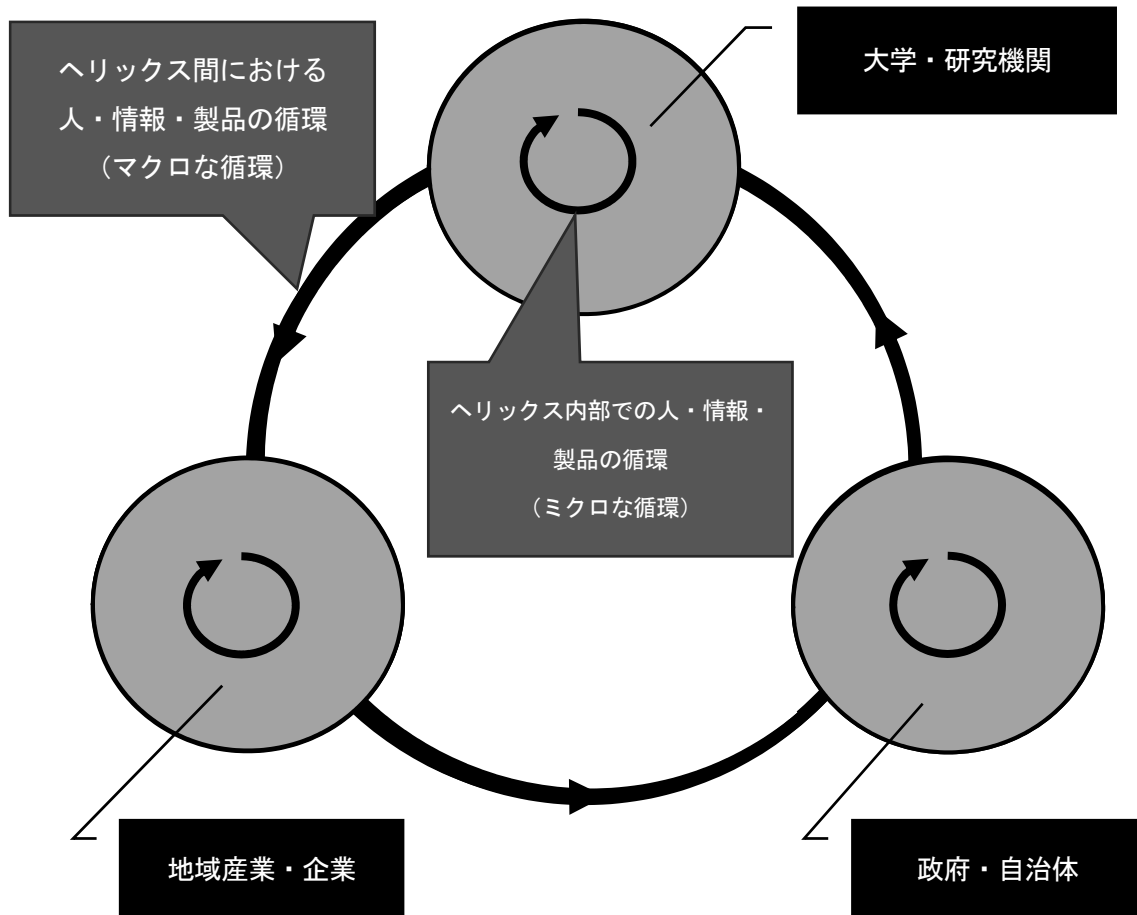 ヘリックス間における
人・情報・製品の循環
（マクロな循環）
大学・研究機関
ヘリックス内部での人・情報・
製品の循環
（ミクロな循環）
地域産業・企業
政府・自治体